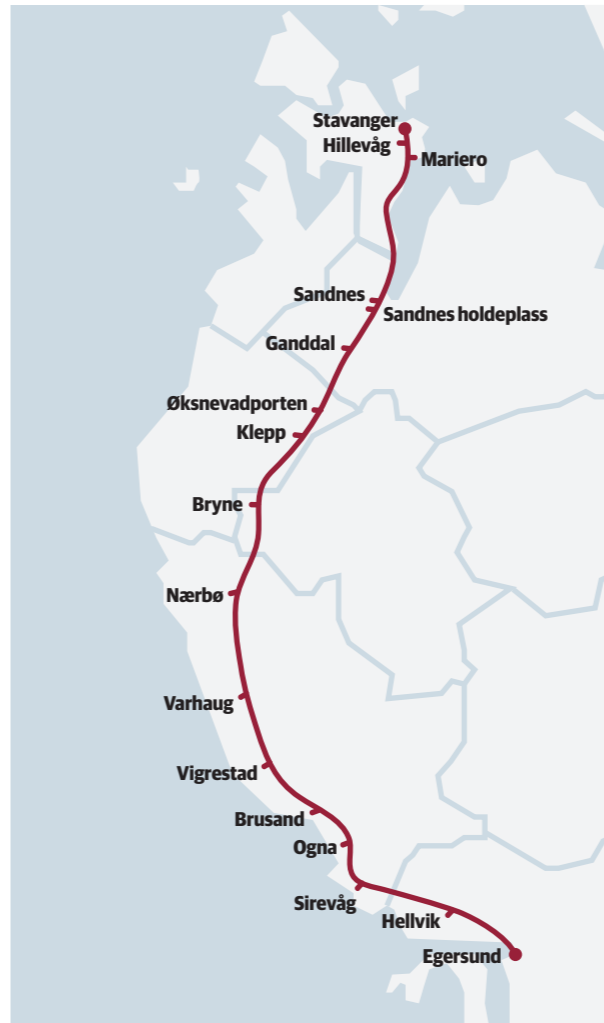 Stavanger
Hillevåg
Mariero
Sandnes
Sandnes holdeplass
Ganddal
Øksnevadporten
Klepp
Bryne
Nærbø
Varhaug
Vigrestad
Brusand
Ogna
Sirevåg
Hellvik
Egersund